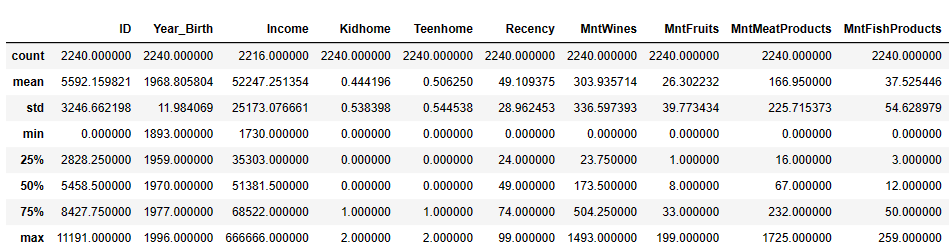 ID Year_Birth Income Kidhome Teenhome Recency MntWines MntFruits MntMeatProducts MntFishProducts
count 2240.000000 2240.000000 2216.000000 2240.000000 2240.000000 2240.000000 2240.000000 2240.000000 2240.000000 2240.000000
mean 5592.159821 1968.805804 52247.251354 0.444196 0.506250 49.109375 303.935714 26.302232 166.950000 37.525446
std 3246.662198 11.984069 25173.076661 0.538398 0.544538 28.962453 336.597393 39.773434 225.715373 54.628979
min 0.000000 1893.000000 1730.000000 0.000000 0.000000 0.000000 0.000000 0.000000 0.000000 0.000000
25% 2828.250000 1959.000000 35303.000000 0.000000 0.000000 24.000000 23.750000 1.000000 16.000000 3.000000
50% 5458.500000 1970.000000 51381.500000 0.000000 0.000000 49.000000 173.500000 8.000000 67.000000 12.000000
75% 8427.750000 1977.000000 68522.000000 1.000000 1.000000 74.000000 504.250000 33.000000 232.000000 50.000000
max 11191.000000 1996.000000 666666.000000 2.000000 2.000000 99.000000 1493.000000 199.000000 1725.000000 259.000000